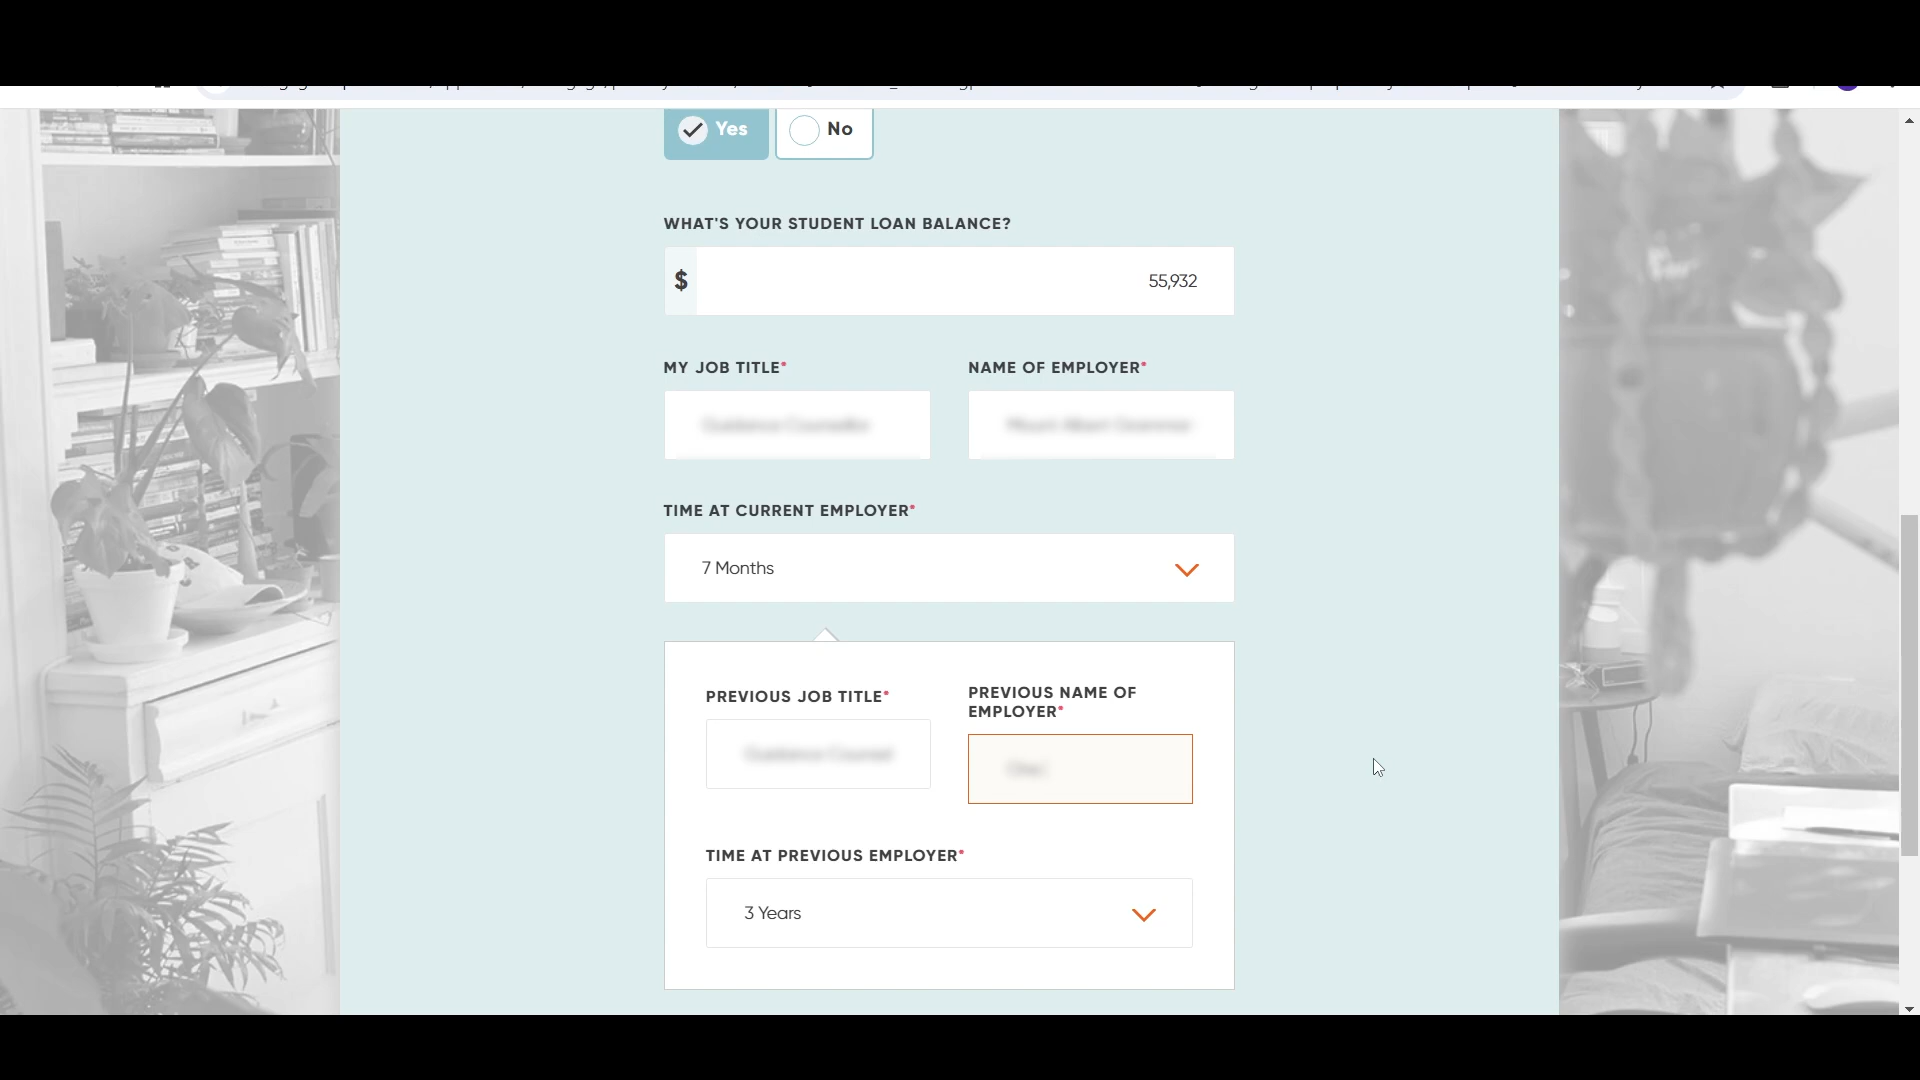 Yes
No
WHAT'S YOUR STUDENT LOAN BALANCE?
$
55,932
MY JOB TITLE*
NAME OF EMPLOYER*
TIME AT CURRENT EMPLOYER*
7 Months
PREVIOUS JOB TITLE*
PREVIOUS NAME OF
EMPLOYER*
TIME AT PREVIOUS EMPLOYER*
3 Years